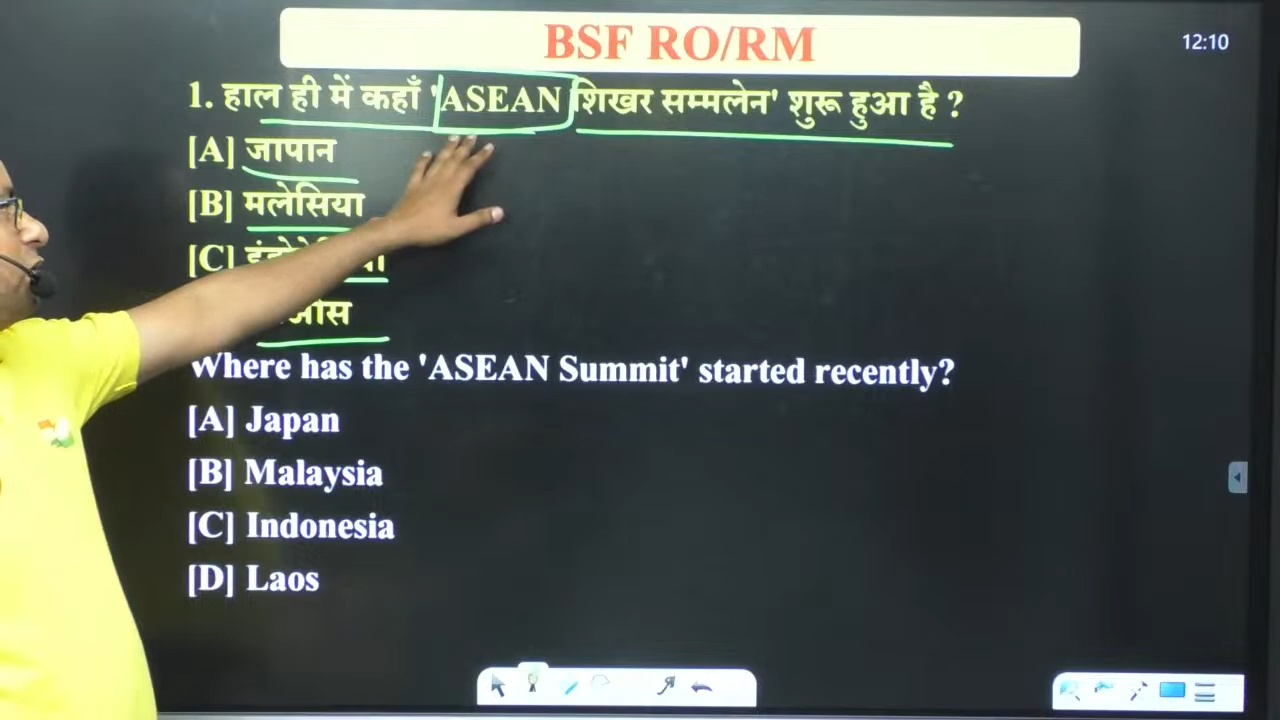 BSF RO/RM
12:10
1. हाल ही में कहाँ 'ASEAN शिखर सम्मलेन' शुरू हुआ है ?
[A] जापान
[B] मलेसिया
[C]
Where has the 'ASEAN Summit' started recently?
[A] Japan
[B] Malaysia
[C] Indonesia
[D] Laos